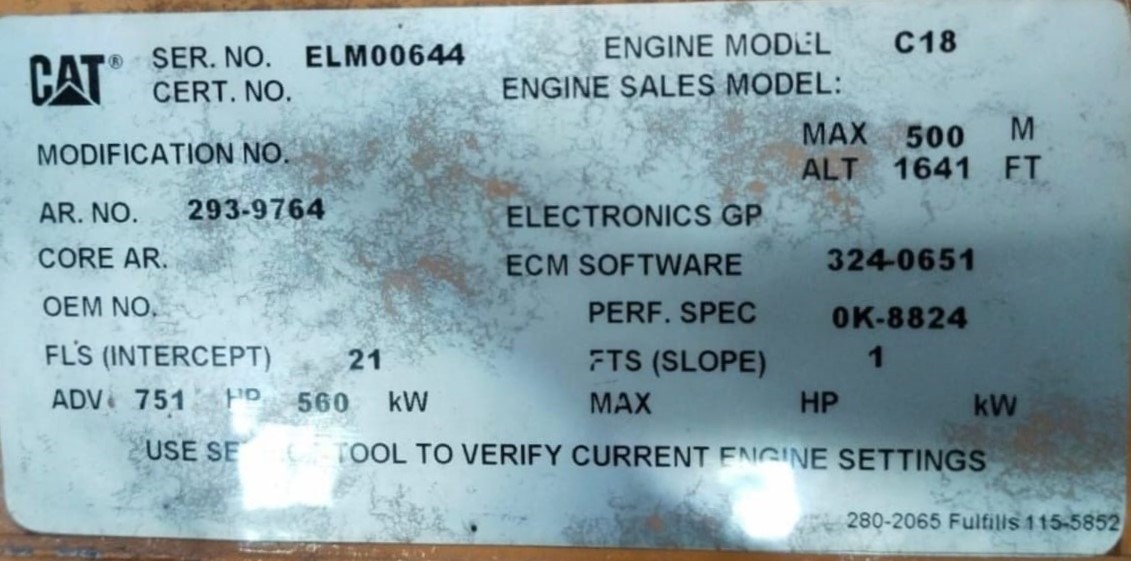 CAT® SER. NO. ELM00644 ENGINE MODEL C18
CERT. NO. ENGINE SALES MODEL:
MODIFICATION NO. MAX 500 M
ALT 1641 FT
AR. NO. 293-9764 ELECTRONICS GP
CORE AR. ECM SOFTWARE 324-0651
OEM NO. PERF. SPEC 0K-8824
FLS (INTERCEPT) 21 FTS (SLOPE) 1
ADV. 751 HP 560 kW MAX HP kW
USE TOOL TO VERIFY CURRENT ENGINE SETTINGS
280-2065 Fulfills 115-5852